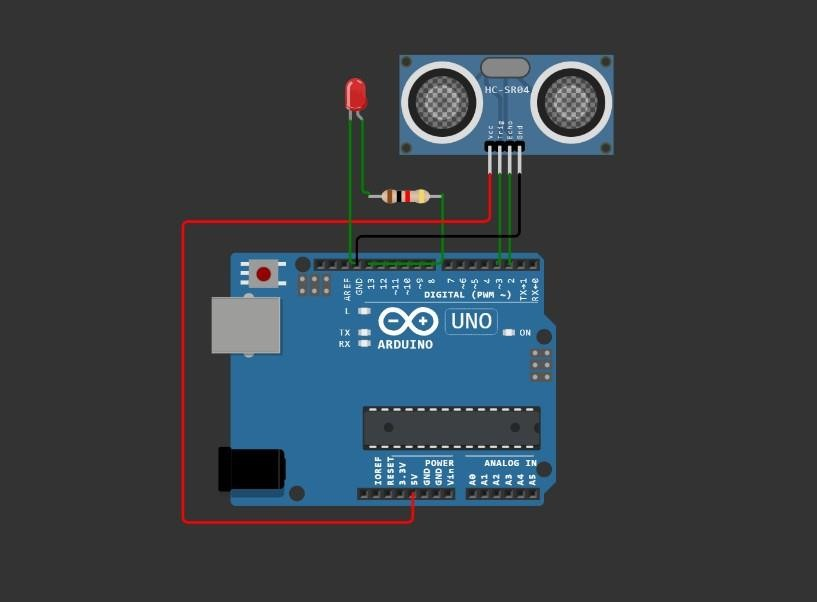 HC-SR04
Vcc Trig Echo Gnd
AREF GND 13 12 ~11 ~10 ~9 8 7 ~6 ~5 4 ~3 2 TX→1 RX←0
DIGITAL (PWM ~)
L
UNO
TX
ON
RX
ARDUINO
POWER
ANALOG IN
IOREF RESET 3.3V 5V GND GND Vin A0 A1 A2 A3 A4 A5